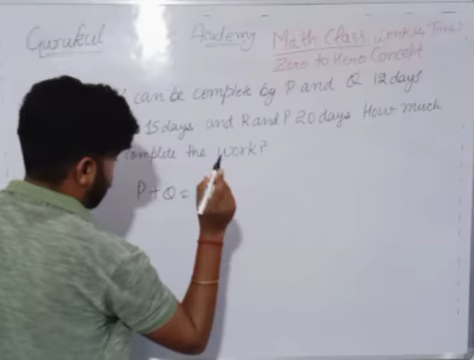 Gurukul Academy Math Class (Work & Time)
Zero to Hero Concept
can be complete by P and Q 12 days
15 days and R and P 20 days How much
complete the work?
P+Q=